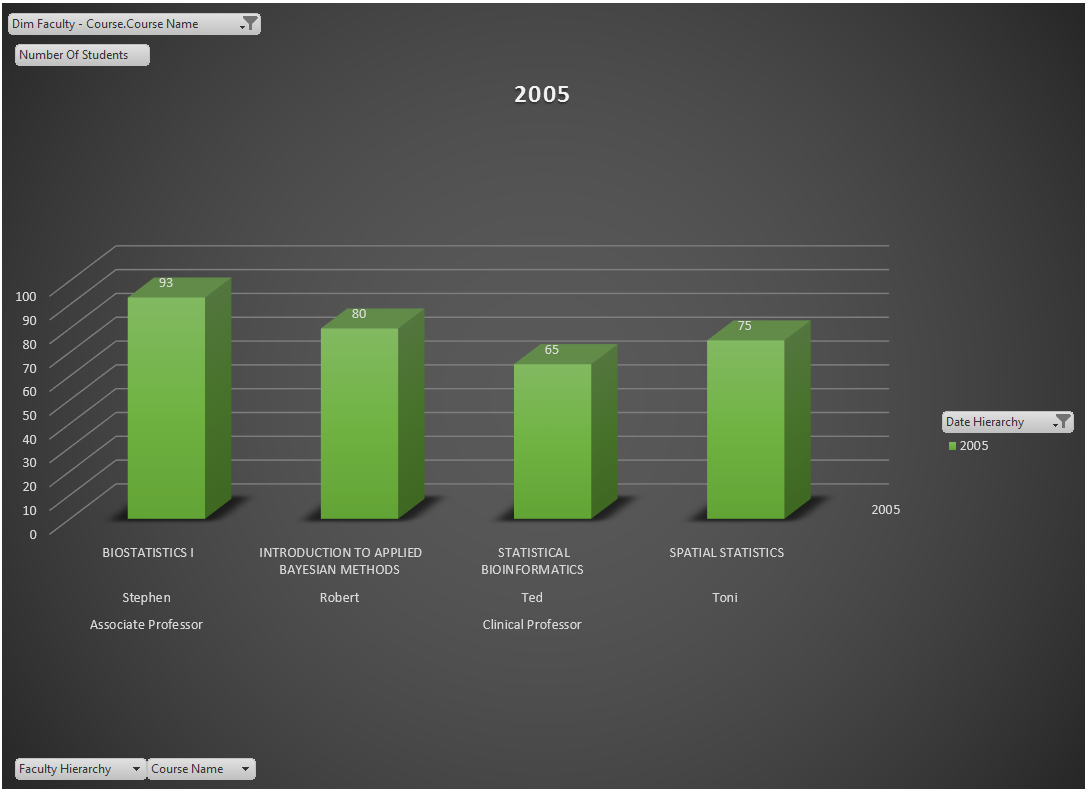 Dim Faculty - Course.Course Name
Number Of Students
2005
93
80
65
75
100
90
80
70
60
50
40
30
20
10
0
2005
Date Hierarchy
2005
BIOSTATISTICS I
INTRODUCTION TO APPLIED
BAYESIAN METHODS
STATISTICAL
BIOINFORMATICS
SPATIAL STATISTICS
Stephen
Robert
Ted
Toni
Associate Professor
Clinical Professor
Faculty Hierarchy
Course Name